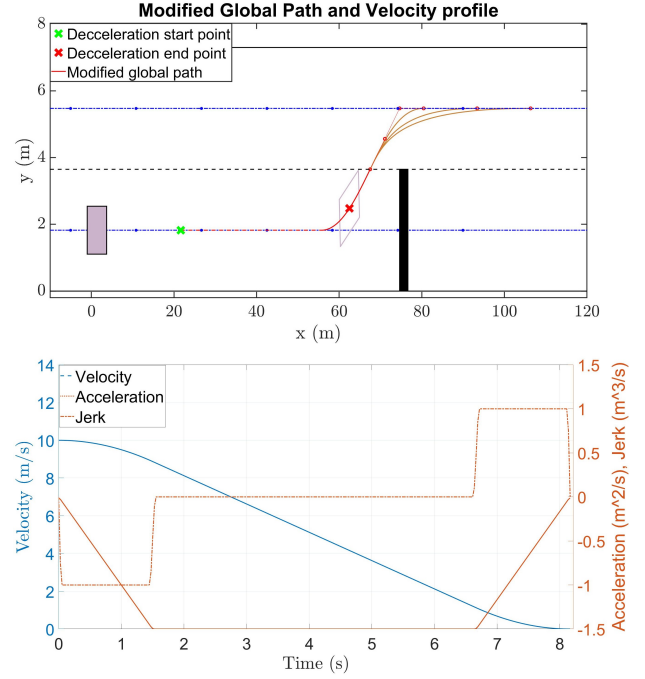 Modified Global Path and Velocity profile
8
6
4
2
0
y (m)
Decceleration start point
Decceleration end point
Modified global path
0 20 40 60 80 100 120
x (m)
14
12
10
8
6
4
2
0
Velocity (m/s)
Velocity
Acceleration
Jerk
1.5
1
0.5
0
-0.5
-1
-1.5
Acceleration (m^2/s), Jerk (m^3/s)
0 1 2 3 4 5 6 7 8
Time (s)